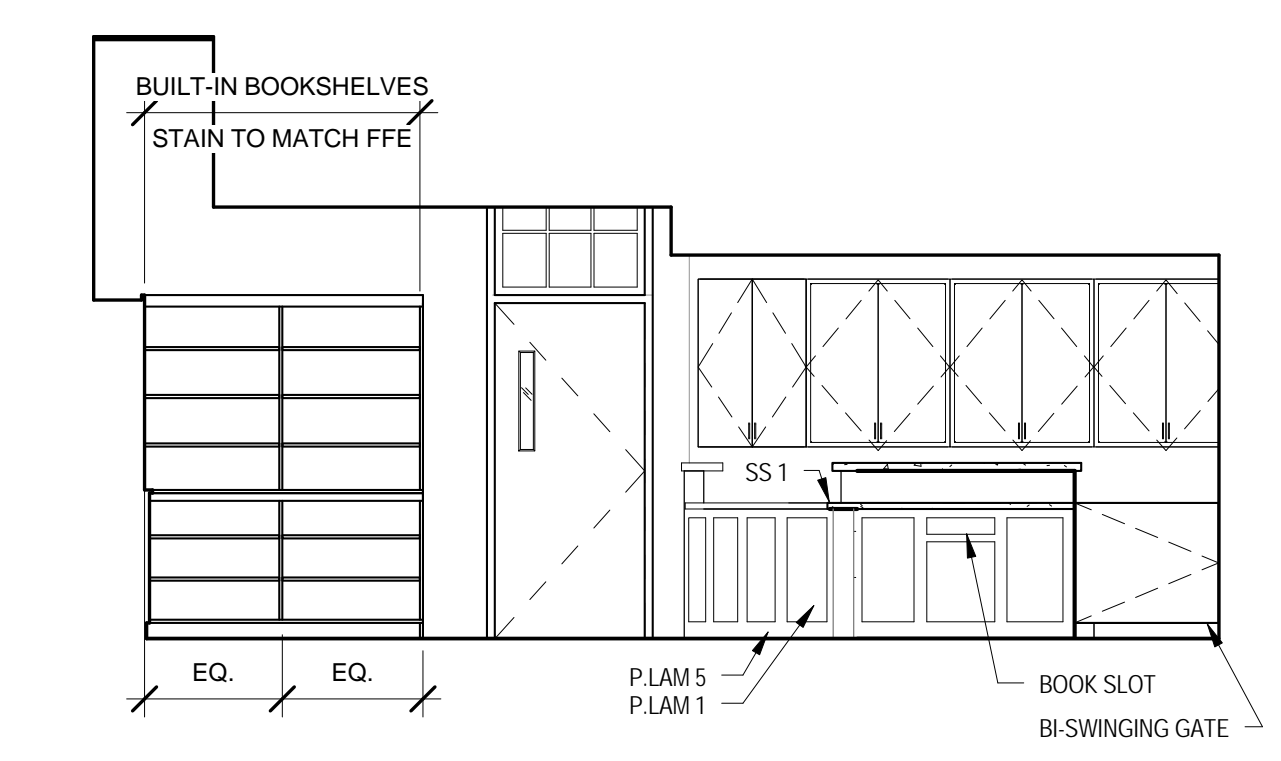 BUILT-IN BOOKSHELVES
STAIN TO MATCH FFE
SS 1
EQ.
EQ.
P.LAM 5
P.LAM 1
BOOK SLOT
BI-SWINGING GATE